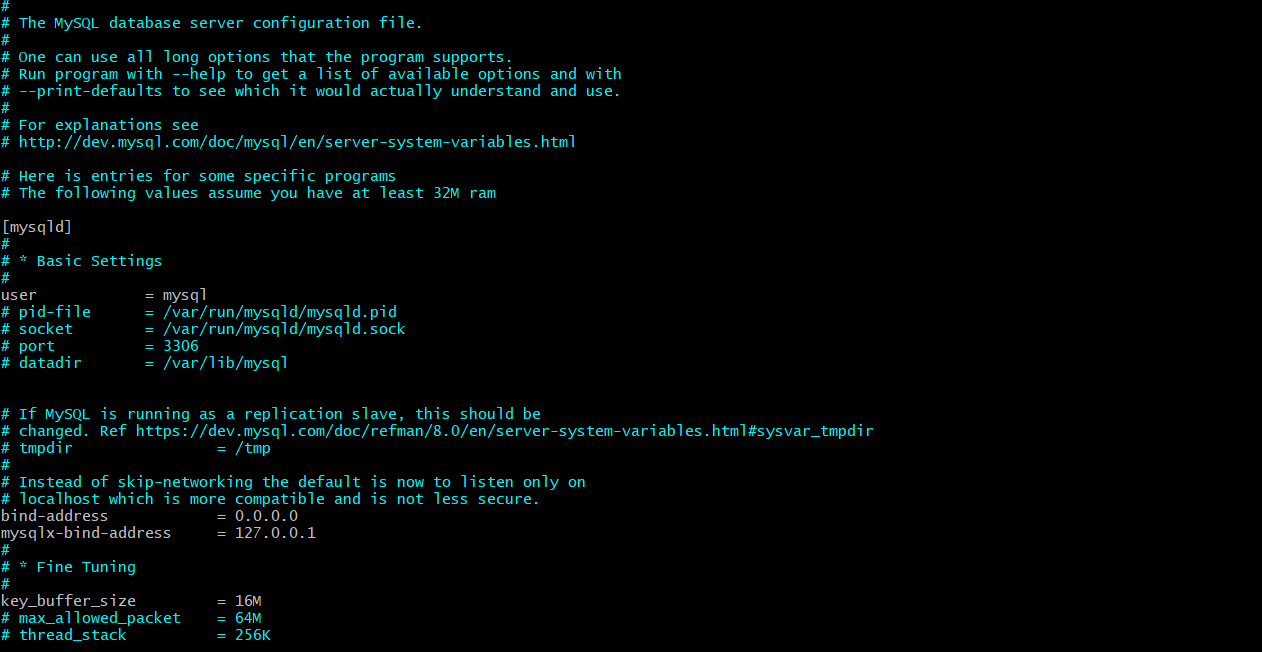 #
# The MySQL database server configuration file.
#
# One can use all long options that the program supports.
# Run program with --help to get a list of available options and with
# --print-defaults to see which it would actually understand and use.
#
# For explanations see
# http://dev.mysql.com/doc/mysql/en/server-system-variables.html
# Here is entries for some specific programs
# The following values assume you have at least 32M ram
[mysqld]
#
# * Basic Settings
#
user            = mysql
# pid-file      = /var/run/mysqld/mysqld.pid
# socket        = /var/run/mysqld/mysqld.sock
# port          = 3306
# datadir       = /var/lib/mysql
# If MySQL is running as a replication slave, this should be
# changed. Ref https://dev.mysql.com/doc/refman/8.0/en/server-system-variables.html#sysvar_tmpdir
# tmpdir                = /tmp
#
# Instead of skip-networking the default is now to listen only on
# localhost which is more compatible and is not less secure.
bind-address            = 0.0.0.0
mysqlx-bind-address     = 127.0.0.1
#
# * Fine Tuning
#
key_buffer_size         = 16M
# max_allowed_packet    = 64M
# thread_stack          = 256K